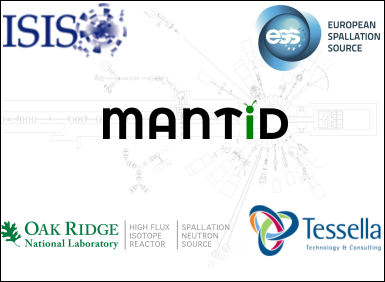 ISIS
ess
EUROPEAN
SPALLATION
SOURCE
MANTiD
OAK RIDGE
National Laboratory
HIGH FLUX
ISOTOPE
REACTOR
SPALLATION
NEUTRON
SOURCE
Tessella
Technology & Consulting